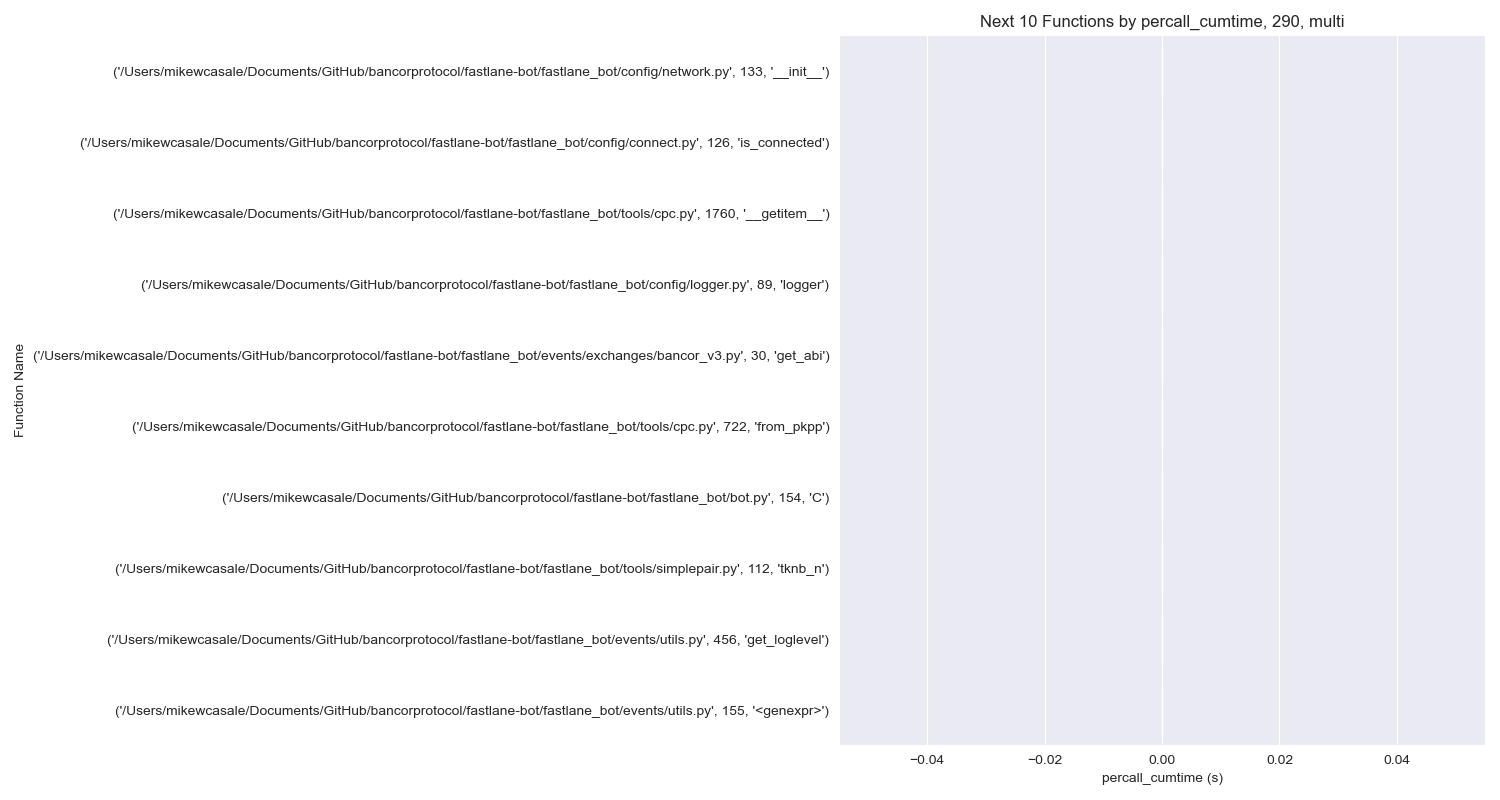 Next 10 Functions by percall_cumtime, 290, multi
('/Users/mikewcasale/Documents/GitHub/bancorprotocol/fastlane-bot/fastlane_bot/config/network.py', 133, '__init__')
('/Users/mikewcasale/Documents/GitHub/bancorprotocol/fastlane-bot/fastlane_bot/config/connect.py', 126, 'is_connected')
('/Users/mikewcasale/Documents/GitHub/bancorprotocol/fastlane-bot/fastlane_bot/tools/cpc.py', 1760, '__getitem__')
('/Users/mikewcasale/Documents/GitHub/bancorprotocol/fastlane-bot/fastlane_bot/config/logger.py', 89, 'logger')
('/Users/mikewcasale/Documents/GitHub/bancorprotocol/fastlane-bot/fastlane_bot/events/exchanges/bancor_v3.py', 30, 'get_abi')
('/Users/mikewcasale/Documents/GitHub/bancorprotocol/fastlane-bot/fastlane_bot/tools/cpc.py', 722, 'from_pkpp')
('/Users/mikewcasale/Documents/GitHub/bancorprotocol/fastlane-bot/fastlane_bot/bot.py', 154, 'C')
('/Users/mikewcasale/Documents/GitHub/bancorprotocol/fastlane-bot/fastlane_bot/tools/simplepair.py', 112, 'tknb_n')
('/Users/mikewcasale/Documents/GitHub/bancorprotocol/fastlane-bot/fastlane_bot/events/utils.py', 456, 'get_loglevel')
('/Users/mikewcasale/Documents/GitHub/bancorprotocol/fastlane-bot/fastlane_bot/events/utils.py', 155, '<genexpr>')
Function Name
−0.04 −0.02 0.00 0.02 0.04
percall_cumtime (s)